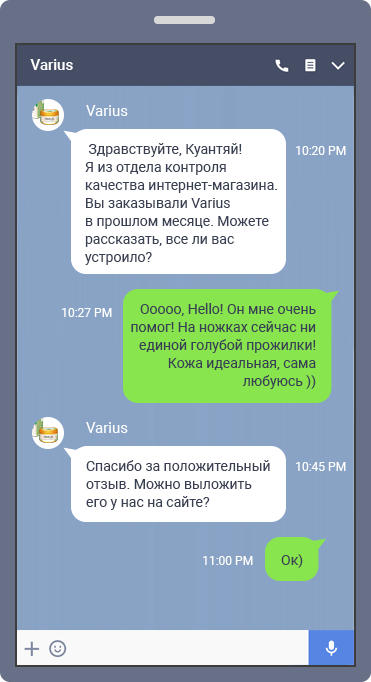 Varius
Varius
Здравствуйте, Куантяй!
Я из отдела контроля
качества интернет-магазина.
Вы заказывали Varius
в прошлом месяце. Можете
рассказать, все ли вас
устроило?
10:20 PM
10:27 PM
Ооооо, Hello! Он мне очень
помог! На ножках сейчас ни
единой голубой прожилки!
Кожа идеальная, сама
любуюсь ))
Varius
Спасибо за положительный
отзыв. Можно выложить
его у нас на сайте?
10:45 PM
11:00 PM
Ок)